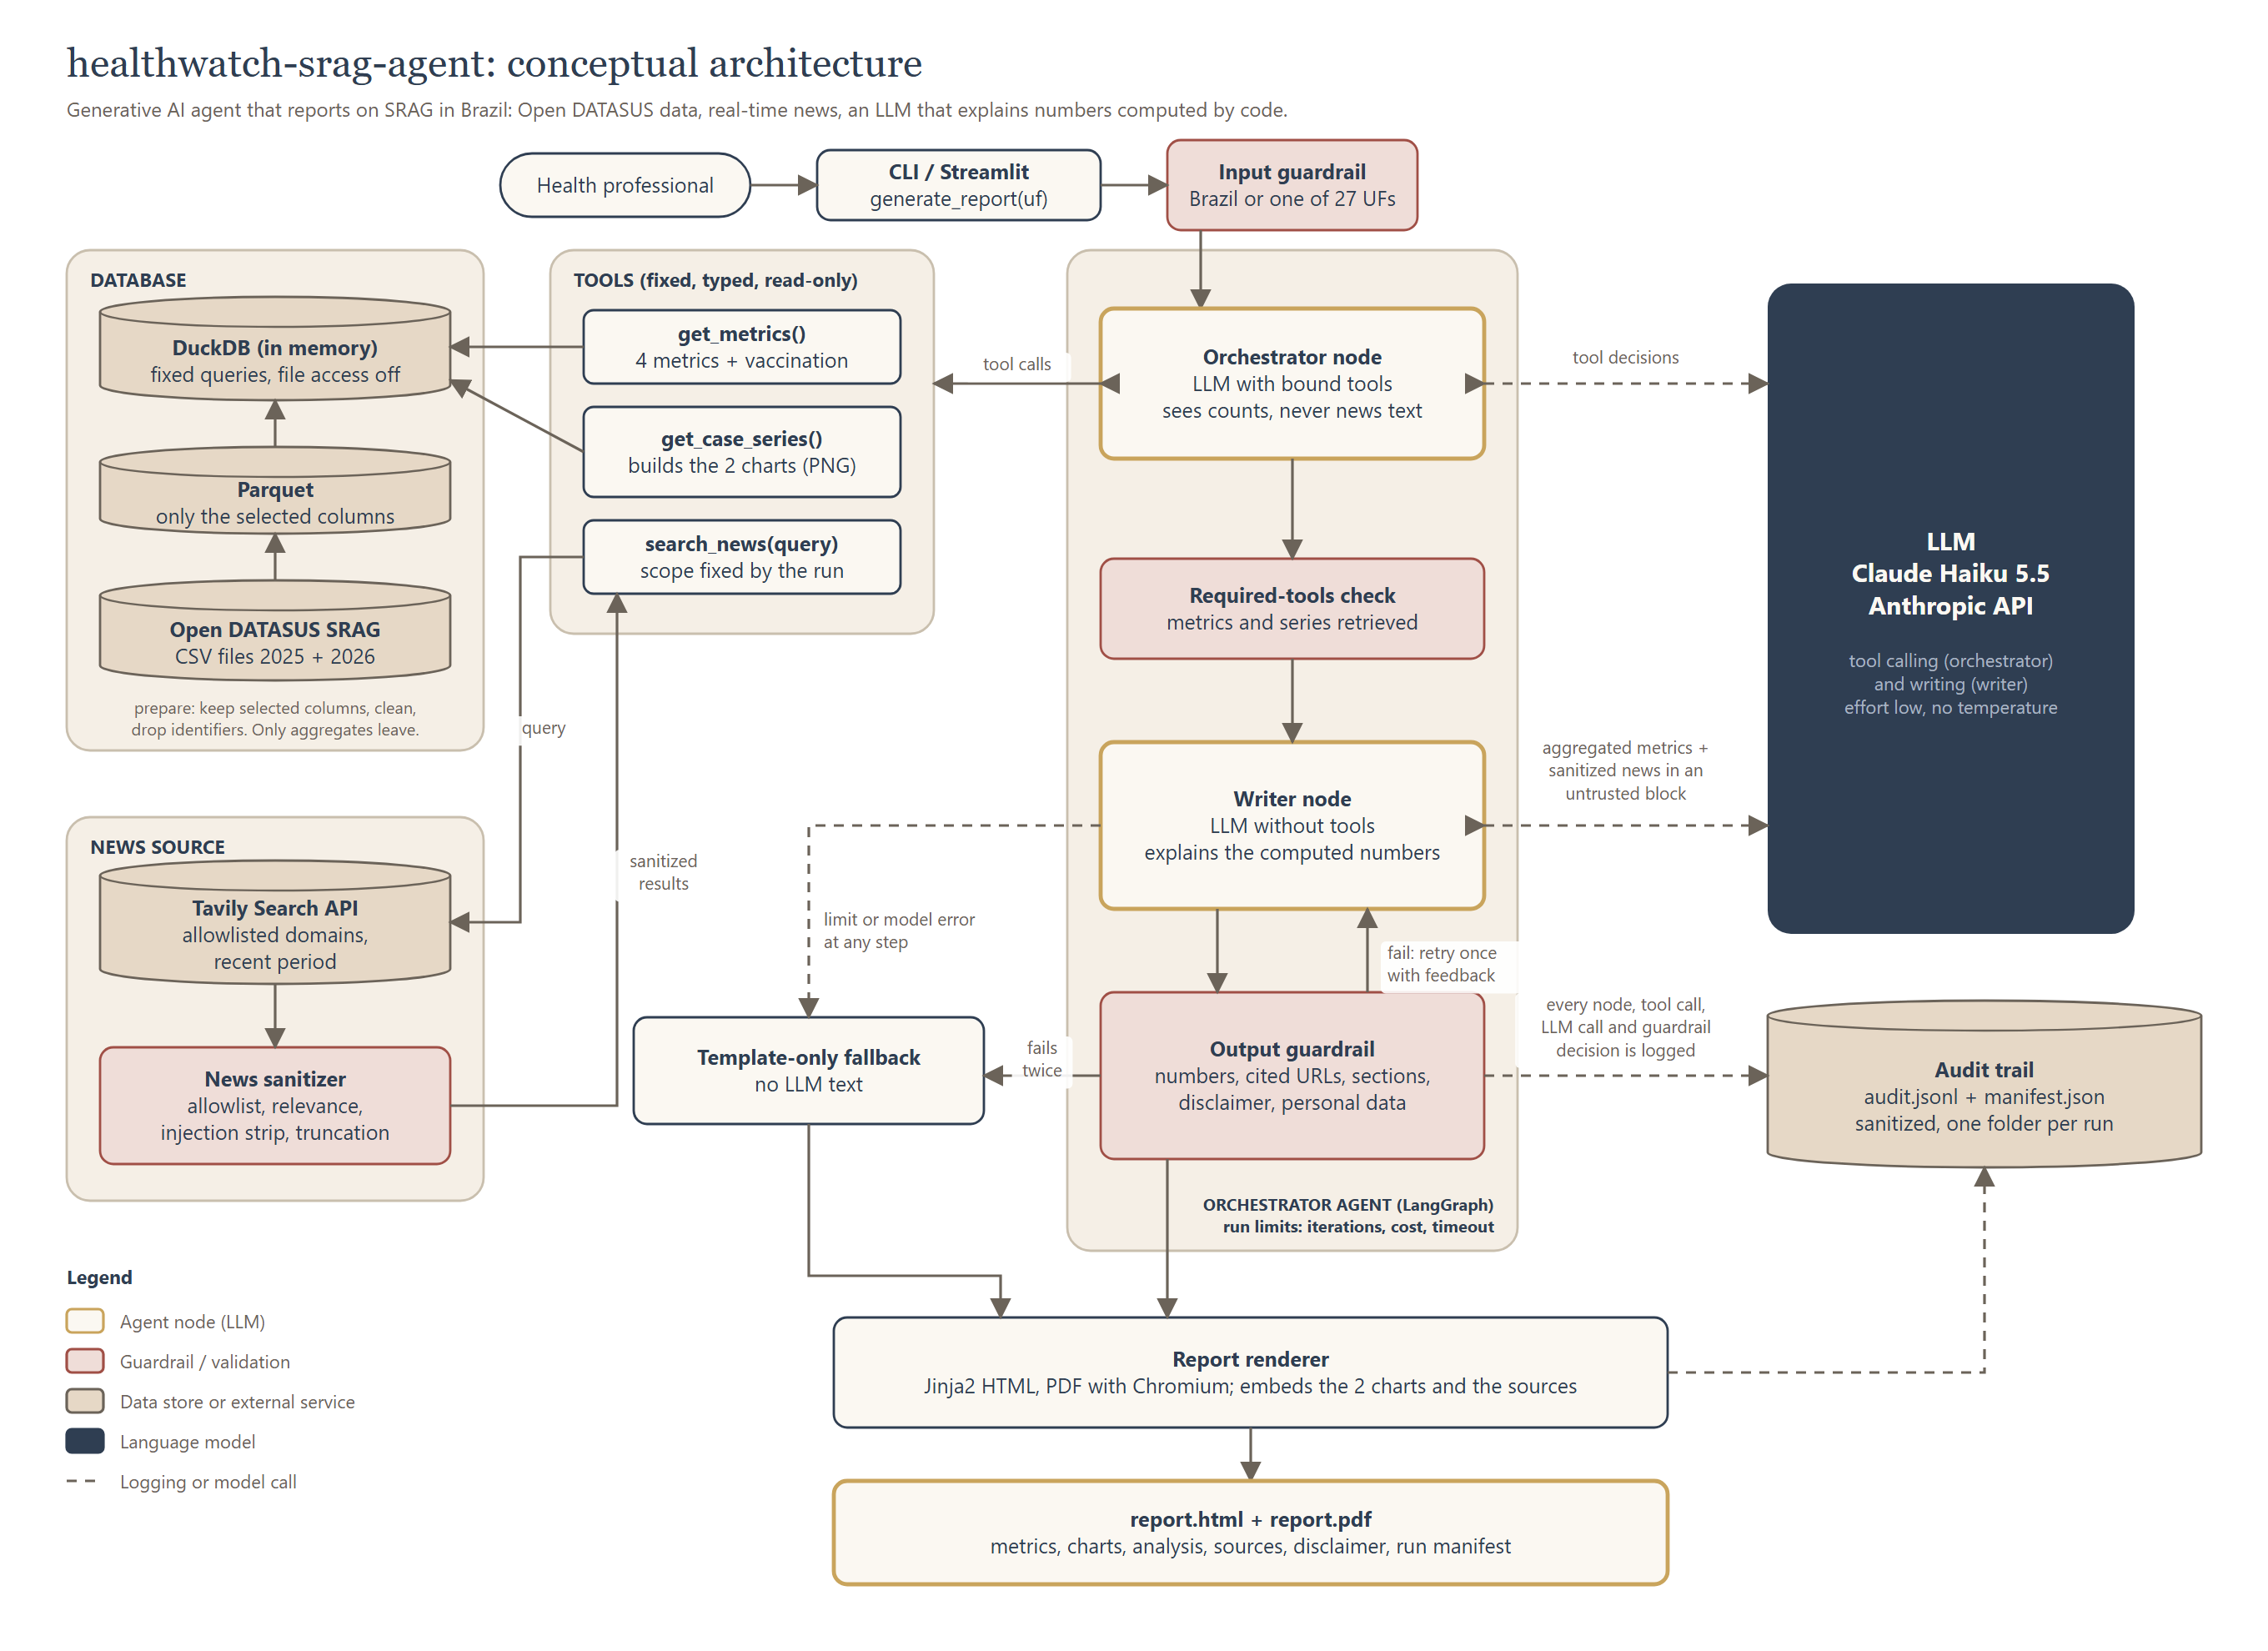 healthwatch-srag-agent: conceptual architecture
Generative AI agent that reports on SRAG in Brazil: Open DATASUS data, real-time news, an LLM that explains numbers computed by code.
Health professional
CLI / Streamlit
generate_report(uf)
Input guardrail
Brazil or one of 27 UFs
DATABASE
DuckDB (in memory)
fixed queries, file access off
Parquet
only the selected columns
Open DATASUS SRAG
CSV files 2025 + 2026
prepare: keep selected columns, clean,
drop identifiers. Only aggregates leave.
TOOLS (fixed, typed, read-only)
get_metrics()
4 metrics + vaccination
get_case_series()
builds the 2 charts (PNG)
search_news(query)
scope fixed by the run
tool calls
Orchestrator node
LLM with bound tools
sees counts, never news text
tool decisions
Required-tools check
metrics and series retrieved
LLM
Claude Haiku 5.5
Anthropic API
tool calling (orchestrator)
and writing (writer)
effort low, no temperature
query
aggregated metrics +
sanitized news in an
untrusted block
Writer node
LLM without tools
explains the computed numbers
NEWS SOURCE
Tavily Search API
allowlisted domains,
recent period
sanitized
results
limit or model error
at any step
fail: retry once
with feedback
News sanitizer
allowlist, relevance,
injection strip, truncation
Template-only fallback
no LLM text
fails
twice
Output guardrail
numbers, cited URLs, sections,
disclaimer, personal data
every node, tool call,
LLM call and guardrail
decision is logged
Audit trail
audit.jsonl + manifest.json
sanitized, one folder per run
ORCHESTRATOR AGENT (LangGraph)
run limits: iterations, cost, timeout
Legend
Agent node (LLM)
Guardrail / validation
Data store or external service
Language model
Logging or model call
Report renderer
Jinja2 HTML, PDF with Chromium; embeds the 2 charts and the sources
report.html + report.pdf
metrics, charts, analysis, sources, disclaimer, run manifest